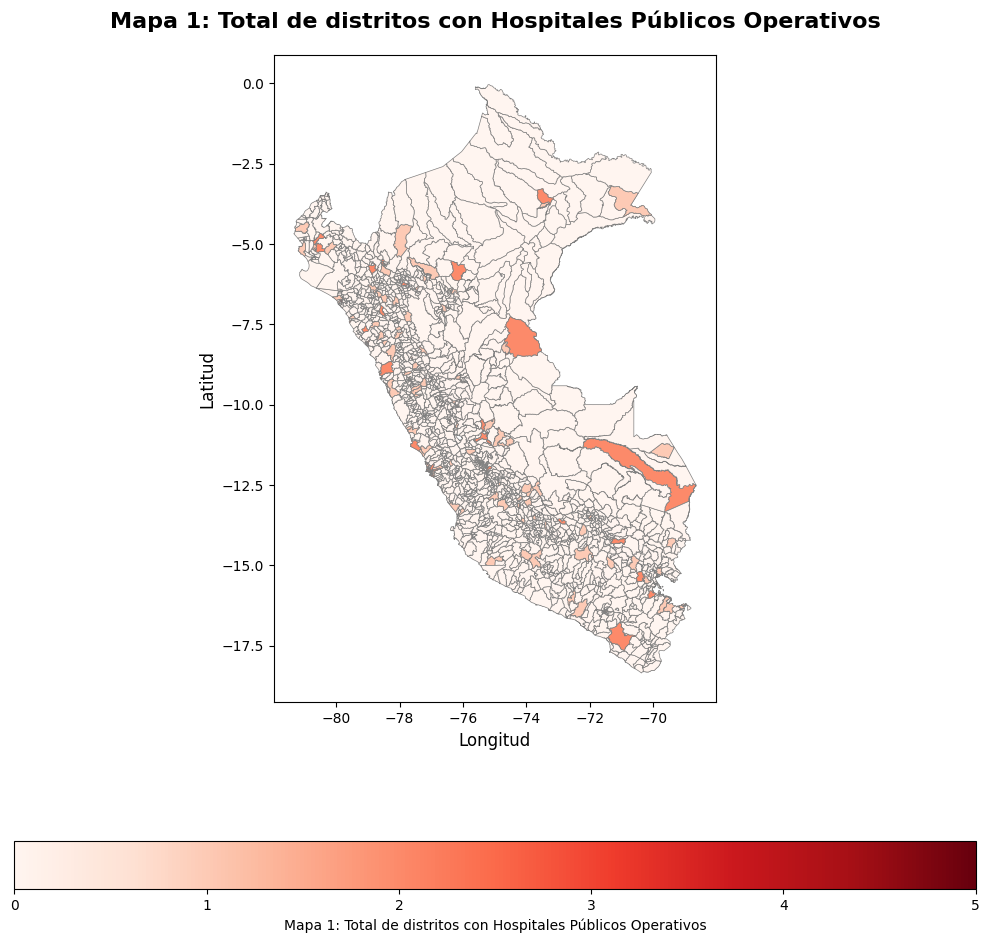 Mapa 1: Total de distritos con Hospitales Públicos Operativos
0.0
−2.5
−5.0
−7.5
−10.0
−12.5
−15.0
−17.5
Latitud
−80 −78 −76 −74 −72 −70
Longitud
0 1 2 3 4 5
Mapa 1: Total de distritos con Hospitales Públicos Operativos